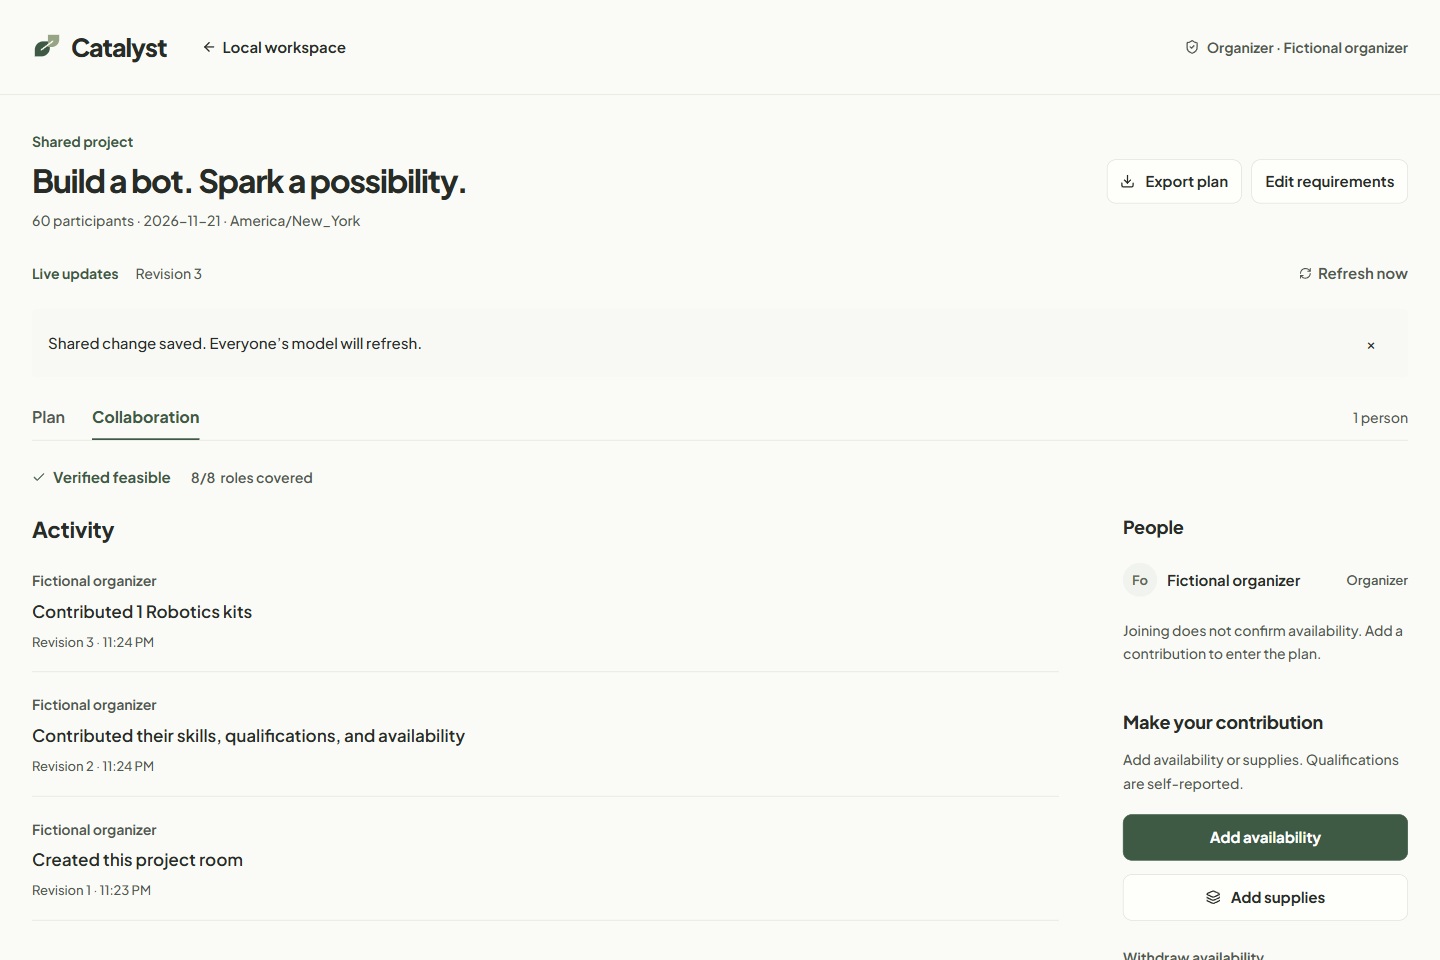 Catalyst
← Local workspace
Organizer · Fictional organizer
Shared project
Build a bot. Spark a possibility.
60 participants · 2026-11-21 · America/New_York
Export plan
Edit requirements
Live updates
Revision 3
Refresh now
Shared change saved. Everyone’s model will refresh.
×
Plan
Collaboration
1 person
Verified feasible
8/8 roles covered
Activity
Fictional organizer
Contributed 1 Robotics kits
Revision 3 · 11:24 PM
Fictional organizer
Contributed their skills, qualifications, and availability
Revision 2 · 11:24 PM
Fictional organizer
Created this project room
Revision 1 · 11:23 PM
People
Fo
Fictional organizer
Organizer
Joining does not confirm availability. Add a
contribution to enter the plan.
Make your contribution
Add availability or supplies. Qualifications
are self-reported.
Add availability
Add supplies
Withdraw availability